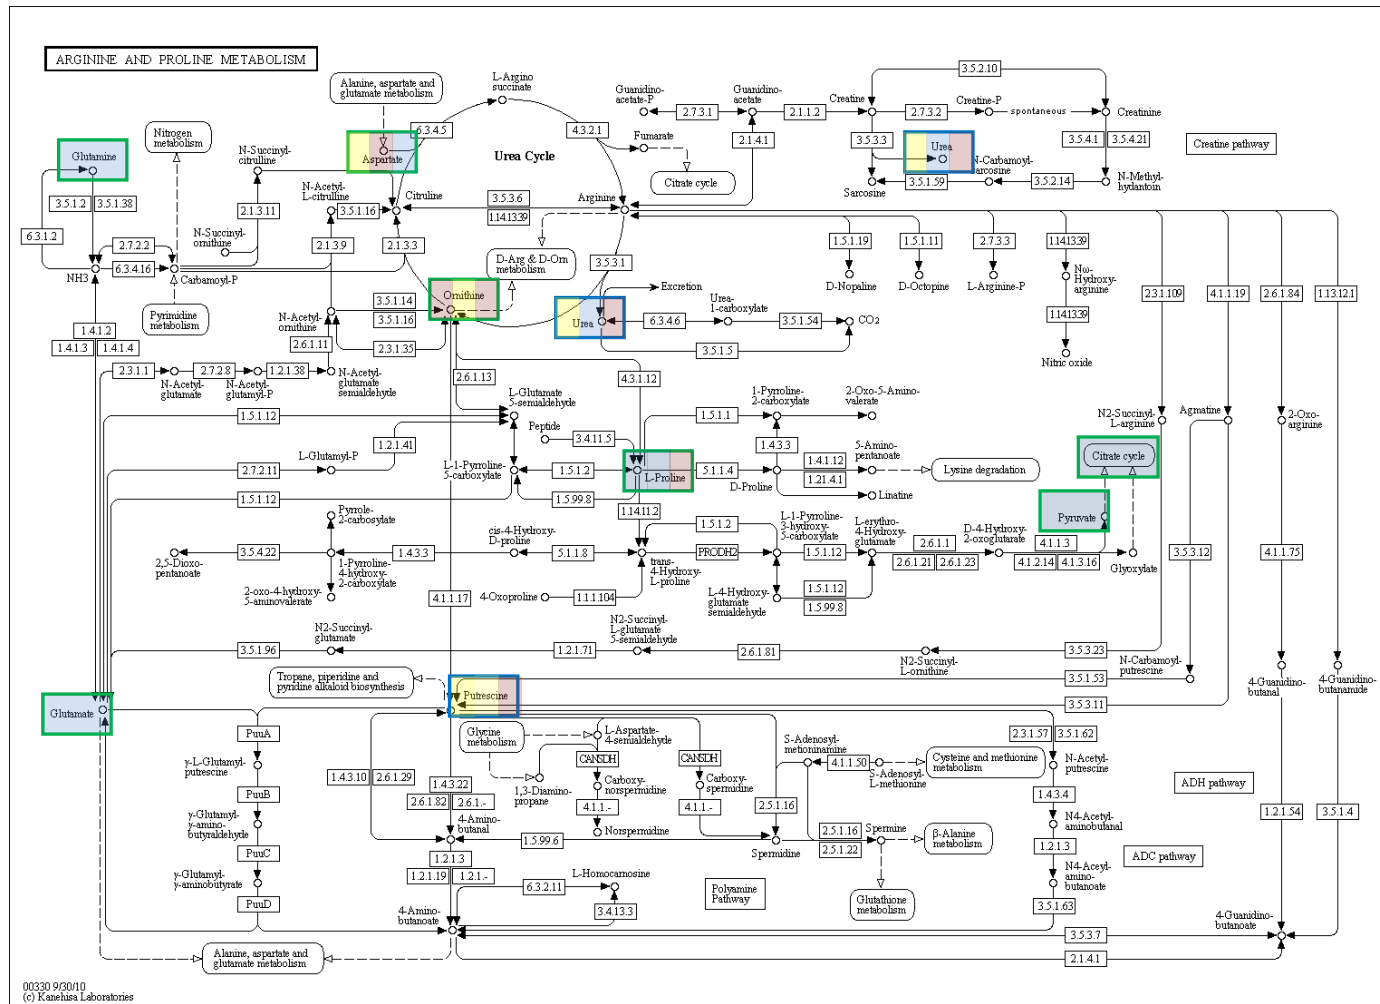 ARGININE AND PROLINE METABOLISM
Alanine, aspartate and
glutamate metabolism
L-Argino
succinate
Guanidino
acetate-P
Guanidino
acetate
Creatine
Creatine-P
spontaneous
Creatinine
3.5.2.10
2.7.3.1
2.1.1.2
2.7.3.2
6.3.4.5
4.3.2.1
Nitrogen
metabolism
Glutamine
Aspartate
Urea Cycle
Fumarate
2.1.4.1
3.5.3.3
Urea
3.5.4.1
3.5.4.21
Creatine pathway
N-Succinyl-
citrulline
N-Acetyl-
L-citrulline
Citrulline
Citrate cycle
Sarcosine
3.5.1.59
N-Carbamoyl-
sarcosine
3.5.2.14
N-Methyl-
hydantoin
3.5.1.2
3.5.1.38
2.1.3.11
3.5.1.16
3.5.3.6
1.14.13.39
Arginine
6.3.1.2
2.7.2.2
N-Succinyl-
ornithine
2.1.3.9
2.1.3.3
1.5.1.19
1.5.1.11
2.7.3.3
1.14.13.39
NH3
6.3.4.16
Carbamoyl-P
D-Arg & D-Orn
metabolism
3.5.3.1
D-Nopaline
D-Octopine
L-Arginine-P
Nω-
Hydroxy-
arginine
2.3.1.109
4.1.1.19
2.6.1.84
1.13.12.1
Ornithine
Excretion
Pyrimidine
metabolism
N-Acetyl-
ornithine
3.5.1.14
3.5.1.16
Urea
6.3.4.6
Urea-
1-carboxylate
3.5.1.54
CO2
1.14.13.39
1.4.1.2
1.4.1.3
1.4.1.4
2.6.1.11
2.3.1.35
3.5.1.5
Nitric oxide
2.3.1.1
N-Acetyl-
glutamate
2.7.2.8
N-Acetyl-
glutamyl-P
1.2.1.38
N-Acetyl-
glutamate
semialdehyde
2.6.1.13
4.3.1.12
1.5.1.12
L-Glutamate
5-semialdehyde
1.5.1.1
1-Pyrroline-
2-carboxylate
2-Oxo-5-Amino-
valerate
N2-Succinyl
L-arginine
Agmatine
2-Oxo-
arginine
Peptide
3.4.11.5
1.2.1.41
1.4.3.3
L-Glutamyl-P
2.7.2.11
L-1-Pyrroline-
5-carboxylate
1.5.1.2
L-Proline
5.1.1.4
D-Proline
1.4.1.12
1.21.4.1
5-Amino-
pentanoate
Lysine degradation
Citrate cycle
1.5.1.12
1.5.99.8
Linatine
Pyruvate
Pyrrole-
2-carboxylate
1.14.11.2
1.5.1.2
L-1-Pyrroline-
3-hydroxy-
5-carboxylate
L-erythro-
4-Hydroxy-
glutamate
D-4-Hydroxy-
2-oxoglutarate
2,5-Dioxo-
pentanoate
3.5.4.22
1-Pyrroline-
4-hydroxy-
2-carboxylate
1.4.3.3
cis-4-Hydroxy-
D-proline
5.1.1.8
trans-
4-Hydroxy-
L-proline
PRODH2
1.5.1.12
2.6.1.1
2.6.1.21
2.6.1.23
4.1.1.3
4.1.2.14
4.1.3.16
Glyoxylate
3.5.3.12
4.1.1.75
2-oxo-4-hydroxy-
5-aminovalerate
4.1.1.17
4-Oxoproline
1.1.1.104
L-4-Hydroxy-
glutamate
semialdehyde
1.5.1.12
1.5.99.8
N2-Succinyl-
glutamate
N2-Succinyl-
L-glutamate
5-semialdehyde
3.5.1.96
1.2.1.71
2.6.1.81
N2-Succinyl-
L-ornithine
3.5.3.23
N-Carbamoyl-
putrescine
Tropane, piperidine and
pyridine alkaloid biosynthesis
3.5.1.53
4-Guanidino-
butanal
4-Guanidino-
butanamide
Glutamate
Putrescine
3.5.3.11
PuuA
Glycine
metabolism
L-Aspartate-
4-semialdehyde
S-Adenosyl-
metioninamine
2.3.1.57
3.5.1.62
γ-L-Glutamyl-
putrescine
1.4.3.10
2.6.1.29
CANSDH
CANSDH
4.1.1.50
S-Adenosyl-
L-methionine
Cysteine and methionine
metabolism
N-Acetyl-
putrescine
1.4.3.22
1,3-Diamino-
propane
Carboxy-
norspermidine
Carboxy-
spermidine
PuuB
2.6.1.82
2.6.1.-
4.1.1.-
4.1.1.-
2.5.1.16
1.4.3.4
ADH pathway
γ-Glutamyl-
γ-amino-
butyraldehyde
4-Amino-
butanal
Norspermidine
N4-Acetyl-
aminobutanal
1.2.1.54
3.5.1.4
1.5.99.6
Spermidine
2.5.1.16
2.5.1.22
Spermine
β-Alanine
metabolism
PuuC
1.2.1.3
1.2.1.3
ADC pathway
γ-Glutamyl-
γ-aminobutyrate
1.2.1.19
1.2.1.-
L-Homocarnosine
N4-Aceyl-
amino-
butanoate
6.3.2.11
Polyamine
Pathway
Glutathione
metabolism
PuuD
3.4.13.3
3.5.1.63
4-Amino-
butanoate
4-Guanidino-
butanoate
3.5.3.7
Alanine, aspartate and
glutamate metabolism
2.1.4.1
00330 9/30/10
(c) Kanehisa Laboratories